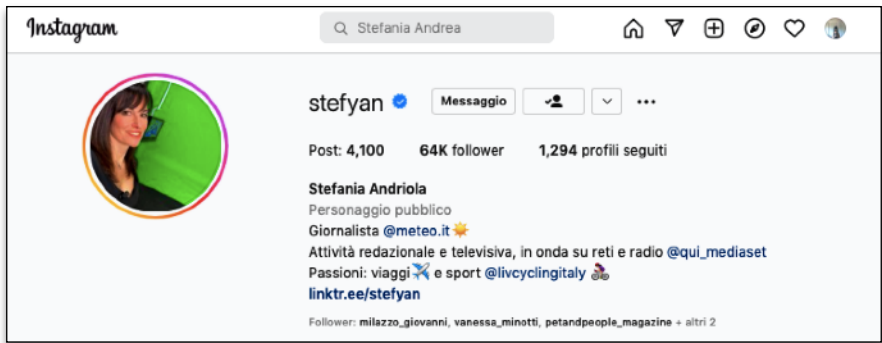 Instagram
Stefania Andrea
stefyan Messaggio
Post: 4,100 64K follower 1,294 profili seguiti
Stefania Andriola
Personaggio pubblico
Giornalista @meteo.it☀️
Attività redazionale e televisiva, in onda su reti e radio @qui_mediaset
Passioni: viaggi✈️ e sport @livcyclingitaly 🚴‍♀️
linktr.ee/stefyan
Follower: milazzo_giovanni, vanessa_minotti, petandpeople_magazine + altri 2